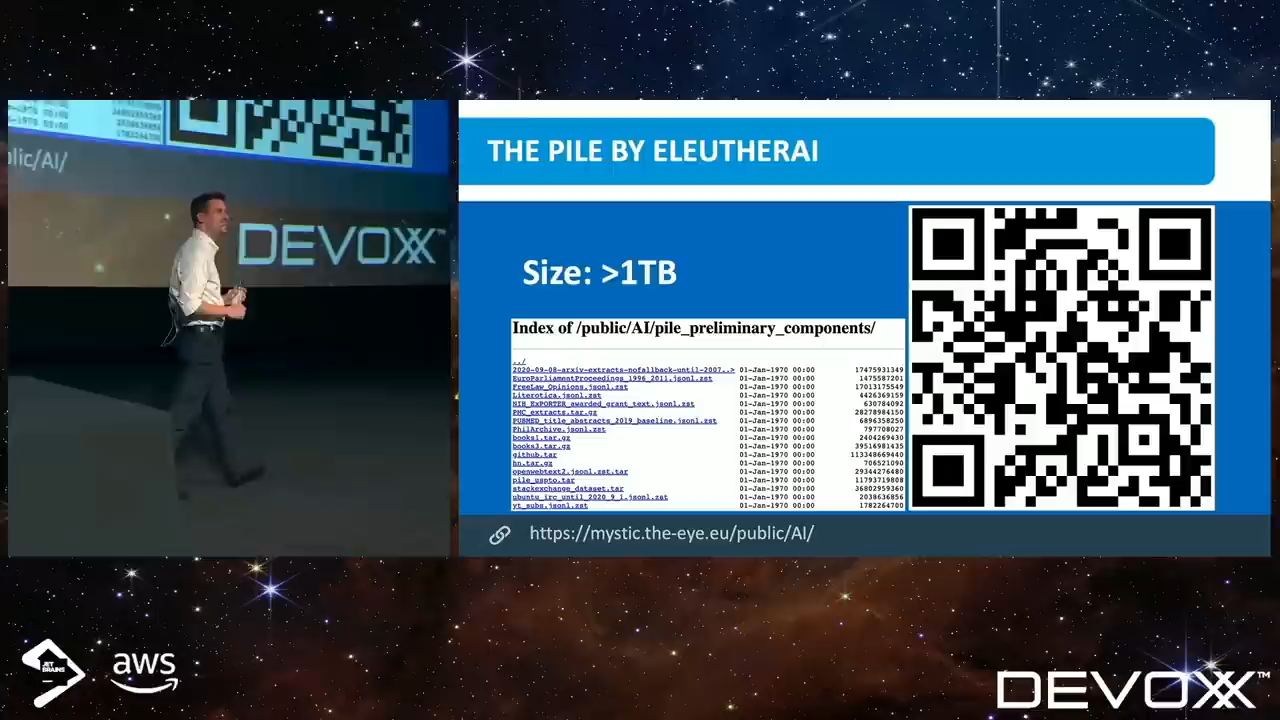 THE PILE BY ELEUTHERAI
Size: >1TB
Index of /public/AI/pile_preliminary_components/
../
2020-09-08-arxiv-extracts-nofallback-until-2007..> 01-Jan-1970 00:00 17475931349
EuroParliamentProceedings_1996_2011.jsonl.zst 01-Jan-1970 00:00 1475587201
FreeLaw_Opinions.jsonl.zst 01-Jan-1970 00:00 17013175549
Literotica.jsonl.zst 01-Jan-1970 00:00 4426369159
NIH_ExPORTER_awarded_grant_text.jsonl.zst 01-Jan-1970 00:00 630784092
PMC_extracts.tar.gz 01-Jan-1970 00:00 28278984150
PUBMED_title_abstracts_2019_baseline.jsonl.zst 01-Jan-1970 00:00 6896358250
PhilArchive.jsonl.zst 01-Jan-1970 00:00 797708027
books1.tar.gz 01-Jan-1970 00:00 2404269430
books3.tar.gz 01-Jan-1970 00:00 39516981435
github.tar 01-Jan-1970 00:00 113348669440
hn.tar.gz 01-Jan-1970 00:00 706521090
openwebtext2.jsonl.zst.tar 01-Jan-1970 00:00 29344276480
pile_uspto.tar 01-Jan-1970 00:00 11793719808
stackexchange_dataset.tar 01-Jan-1970 00:00 36802959360
ubuntu_irc_until_2020_9_1.jsonl.zst 01-Jan-1970 00:00 2038636856
yt_subs.jsonl.zst 01-Jan-1970 00:00 1782264700
https://mystic.the-eye.eu/public/AI/
lic/AI/
DEVOXX™
JET
BRAINS
aws
DEVOXX™